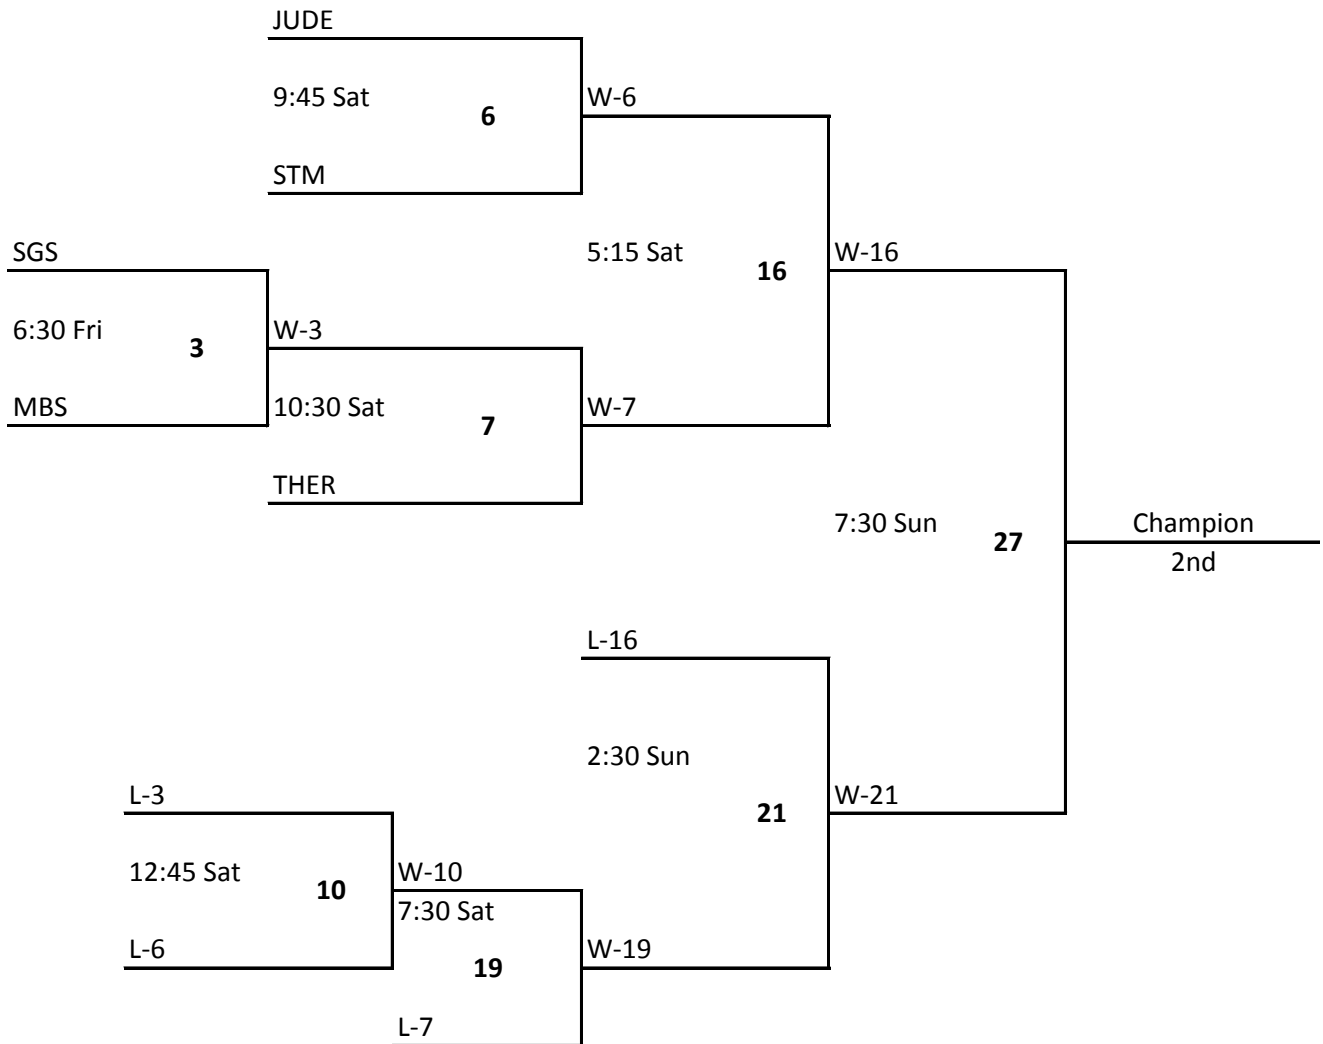 JUDE
9:45 Sat
6
W-6
STM
SGS
5:15 Sat
16
W-16
6:30 Fri
3
W-3
MBS
10:30 Sat
7
W-7
THER
7:30 Sun
27
Champion
2nd
L-16
2:30 Sun
21
W-21
L-3
12:45 Sat
10
W-10
7:30 Sat
L-6
19
W-19
L-7